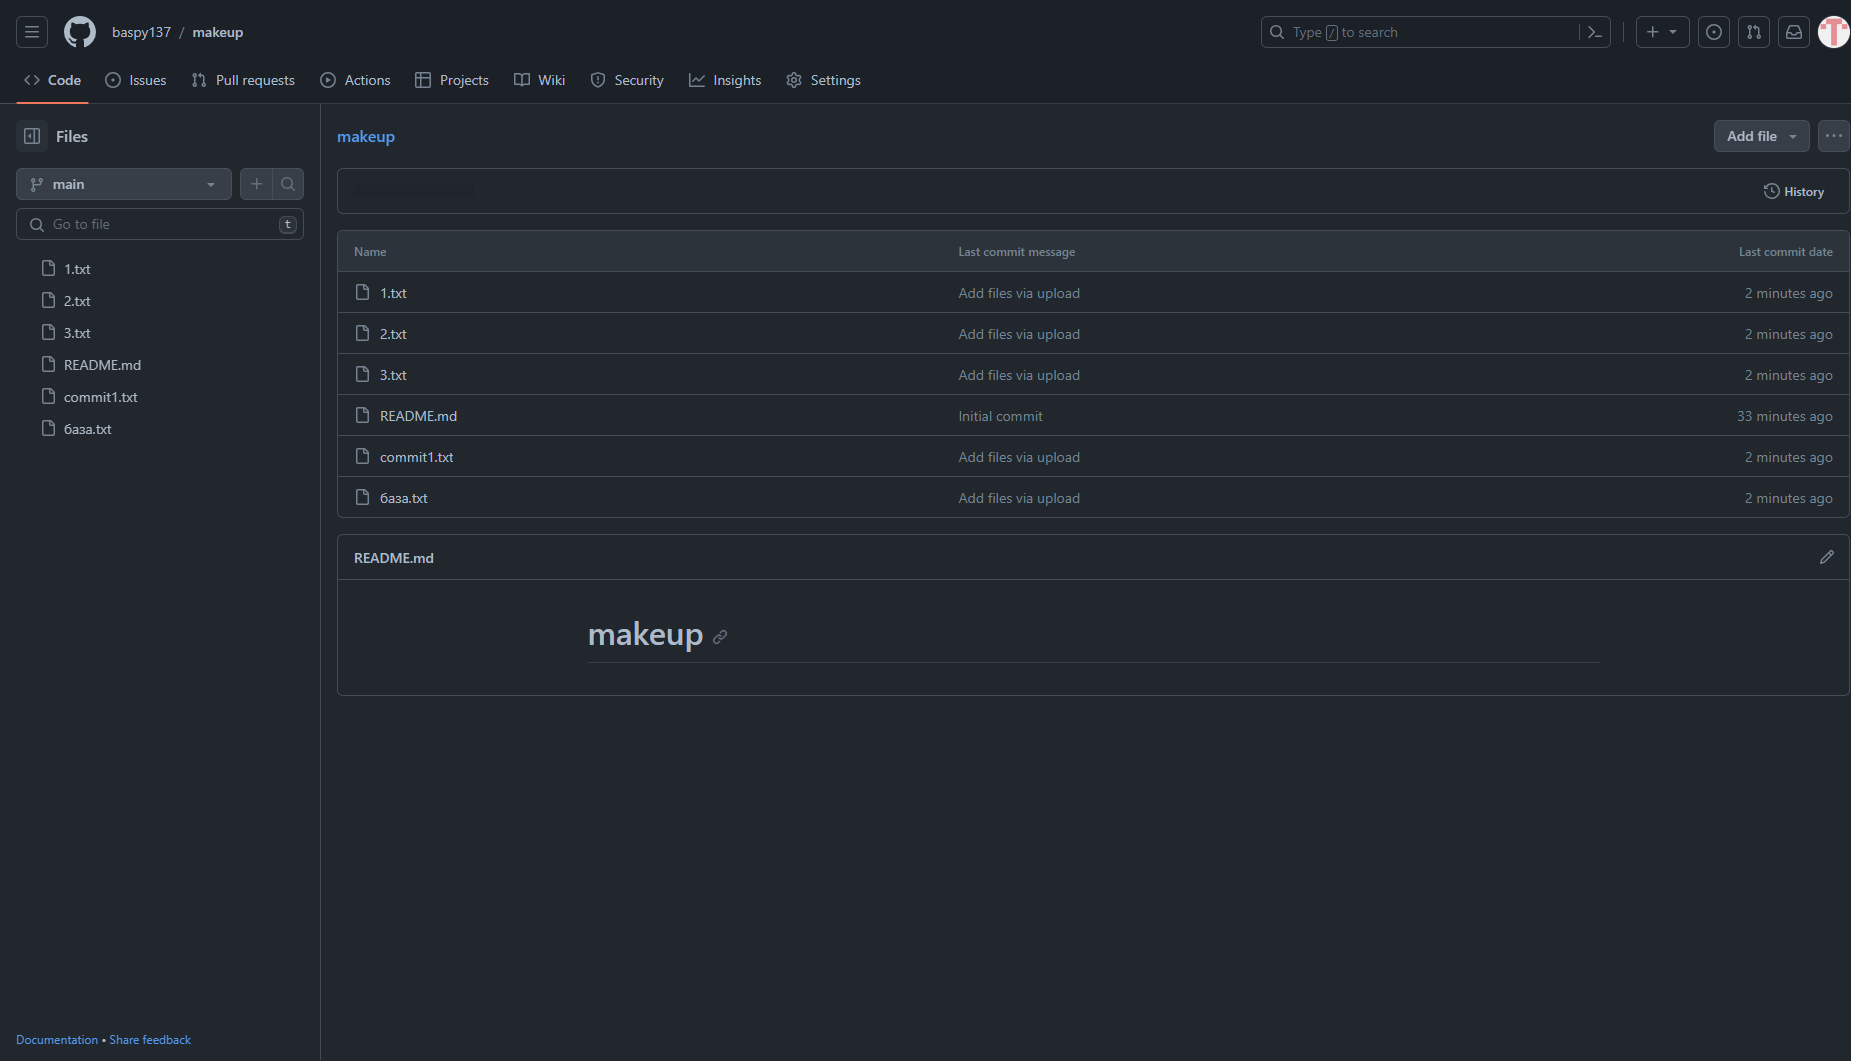 baspy137 / makeup
Type / to search
Code Issues Pull requests Actions Projects Wiki Security Insights Settings
Files
main
Go to file t
1.txt
2.txt
3.txt
README.md
commit1.txt
база.txt
makeup
Add file
History
Name Last commit message Last commit date
1.txt Add files via upload 2 minutes ago
2.txt Add files via upload 2 minutes ago
3.txt Add files via upload 2 minutes ago
README.md Initial commit 33 minutes ago
commit1.txt Add files via upload 2 minutes ago
база.txt Add files via upload 2 minutes ago
README.md
makeup
Documentation • Share feedback